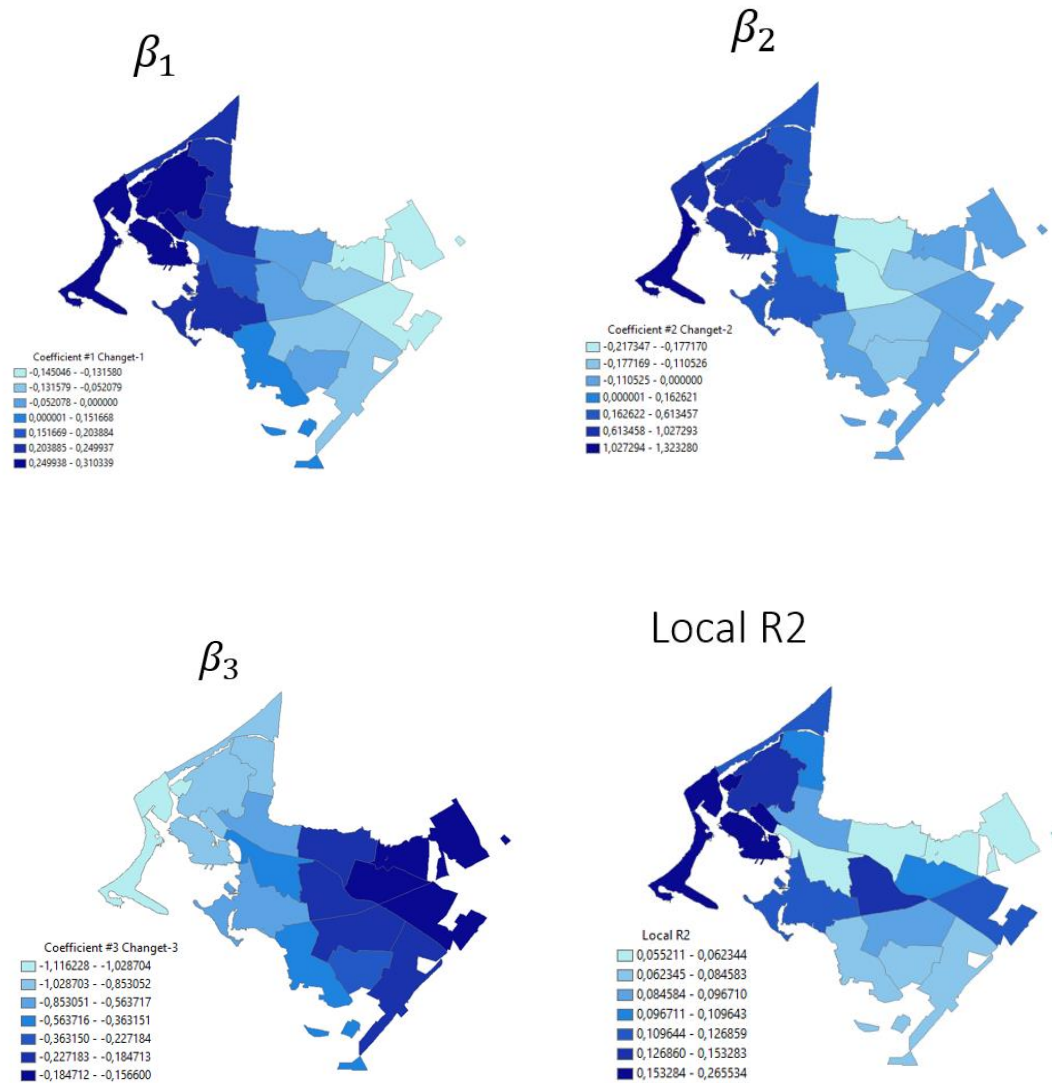 β1
β2
Coefficient #1 Changet-1
-0,145046 - -0,131580
-0,131579 - -0,052079
-0,052078 - 0,000000
0,000001 - 0,151668
0,151669 - 0,203884
0,203885 - 0,249937
0,249938 - 0,310339
Coefficient #2 Changet-2
-0,217347 - -0,177170
-0,177169 - -0,110526
-0,110525 - 0,000000
0,000001 - 0,162621
0,162622 - 0,613457
0,613458 - 1,027293
1,027294 - 1,323280
β3
Local R2
Coefficient #3 Changet-3
-1,116228 - -1,028704
-1,028703 - -0,853052
-0,853051 - -0,563717
-0,563716 - -0,363151
-0,363150 - -0,227184
-0,227183 - -0,184713
-0,184712 - -0,156600
Local R2
0,055211 - 0,062344
0,062345 - 0,084583
0,084584 - 0,096710
0,096711 - 0,109643
0,109644 - 0,126859
0,126860 - 0,153283
0,153284 - 0,265534